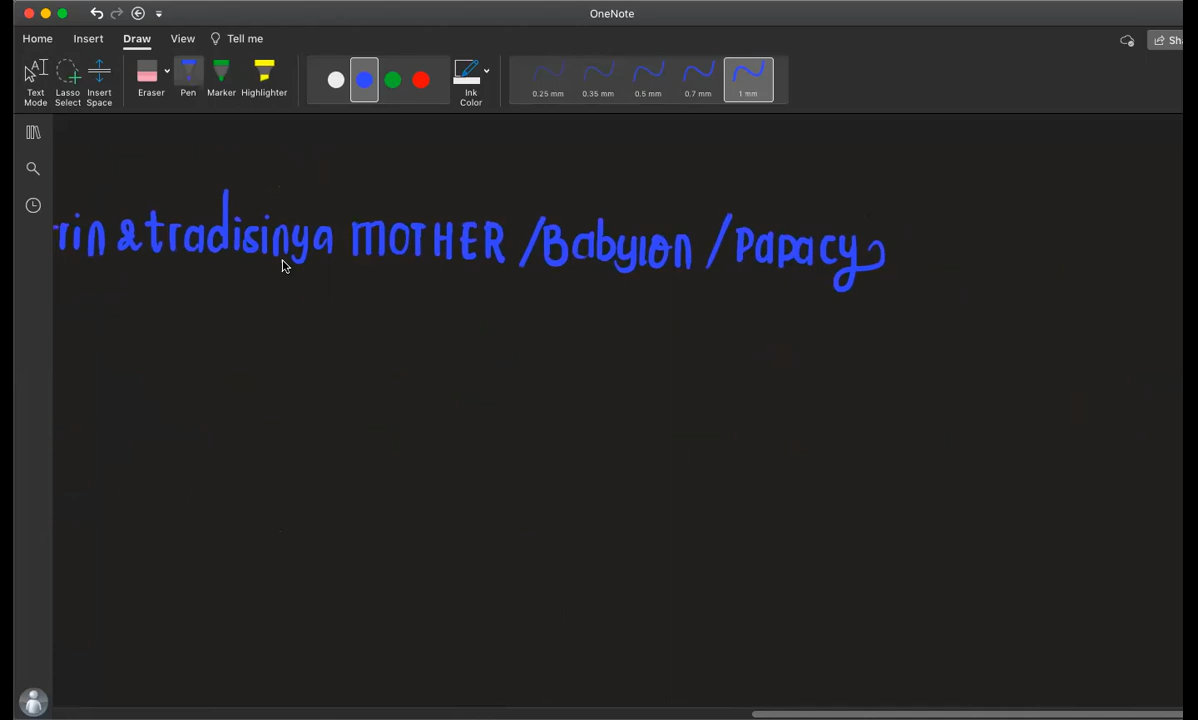 OneNote
Home Insert Draw View Tell me
Sh
Text Mode Lasso Select Insert Space Eraser Pen Marker Highlighter Ink Color 0.25 mm 0.35 mm 0.5 mm 0.7 mm 1 mm
rin & tradisinya MOTHER / Babylon / Papacy